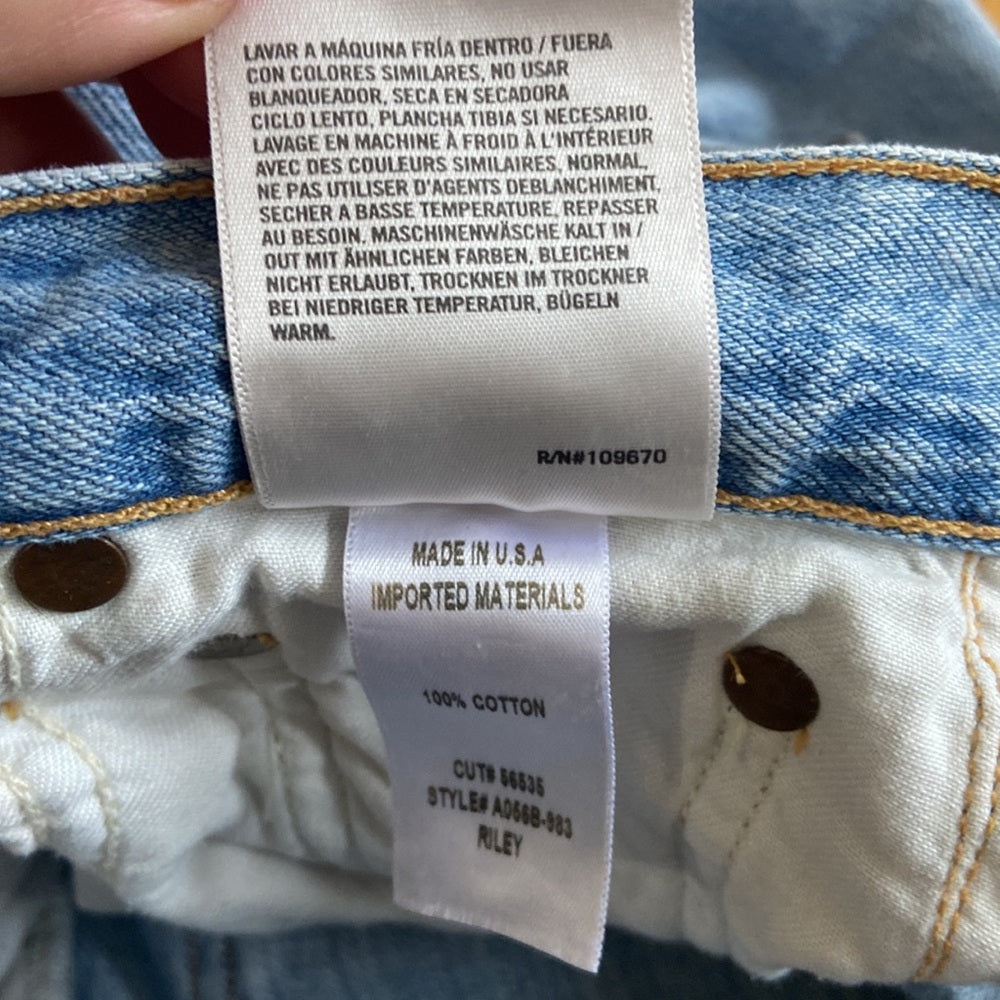 LAVAR A MÁQUINA FRÍA DENTRO / FUERA
CON COLORES SIMILARES, NO USAR
BLANQUEADOR, SECA EN SECADORA
CICLO LENTO, PLANCHA TIBIA SI NECESARIO.
LAVAGE EN MACHINE À FROID À L'INTÉRIEUR
AVEC DES COULEURS SIMILAIRES, NORMAL,
NE PAS UTILISER D'AGENTS DEBLANCHIMENT,
SECHER A BASSE TEMPERATURE, REPASSER
AU BESOIN. MASCHINENWÄSCHE KALT IN /
OUT MIT ÄHNLICHEN FARBEN, BLEICHEN
NICHT ERLAUBT, TROCKNEN IM TROCKNER
BEI NIEDRIGER TEMPERATUR, BÜGELN
WARM.
R/N#109670
MADE IN U.S.A
IMPORTED MATERIALS
100% COTTON
CUT# 56535
STYLE# A056B-983
RILEY